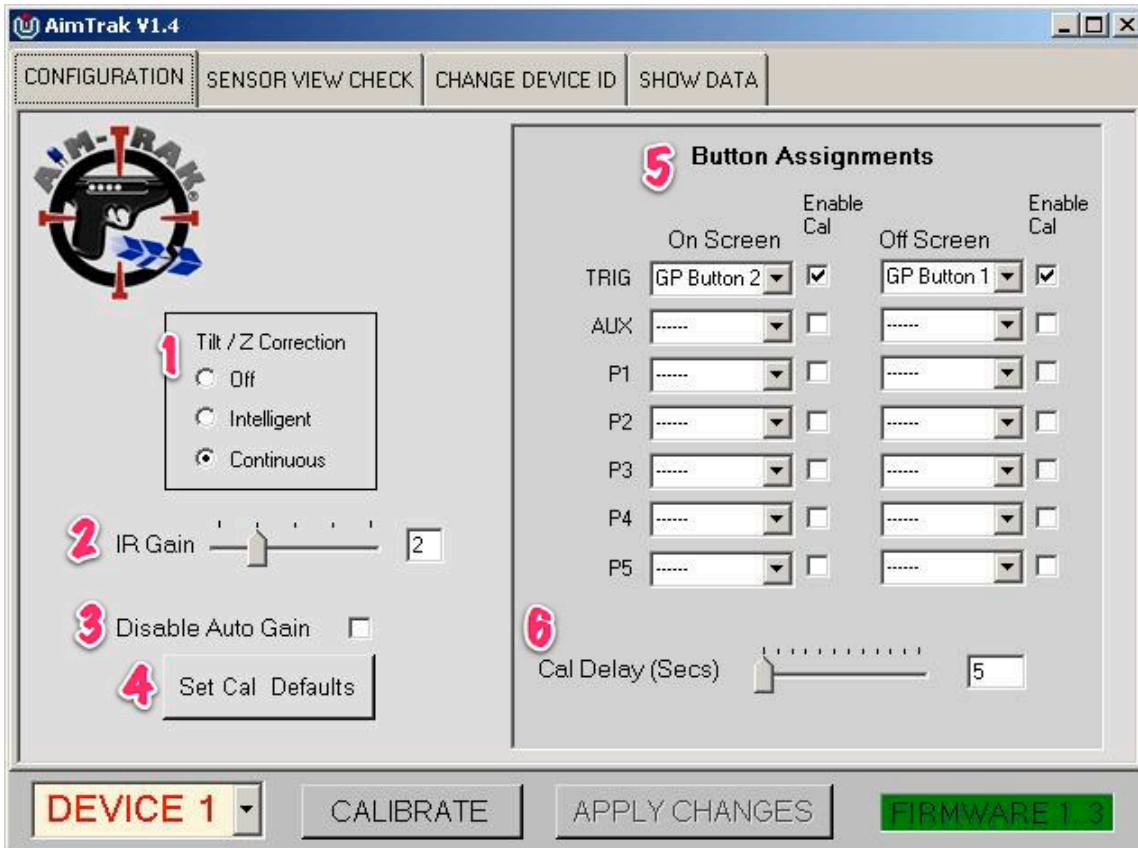 AimTrak V1.4
CONFIGURATION SENSOR VIEW CHECK CHANGE DEVICE ID SHOW DATA
AIM-TRAK®
1 Tilt / Z Correction
Off
Intelligent
Continuous
2 IR Gain 2
3 Disable Auto Gain
4 Set Cal Defaults
5 Button Assignments
On Screen Enable Cal Off Screen Enable Cal
TRIG GP Button 2 GP Button 1
AUX ------ ------
P1 ------ ------
P2 ------ ------
P3 ------ ------
P4 ------ ------
P5 ------ ------
6 Cal Delay (Secs) 5
DEVICE 1 CALIBRATE APPLY CHANGES FIRMWARE 1. 3